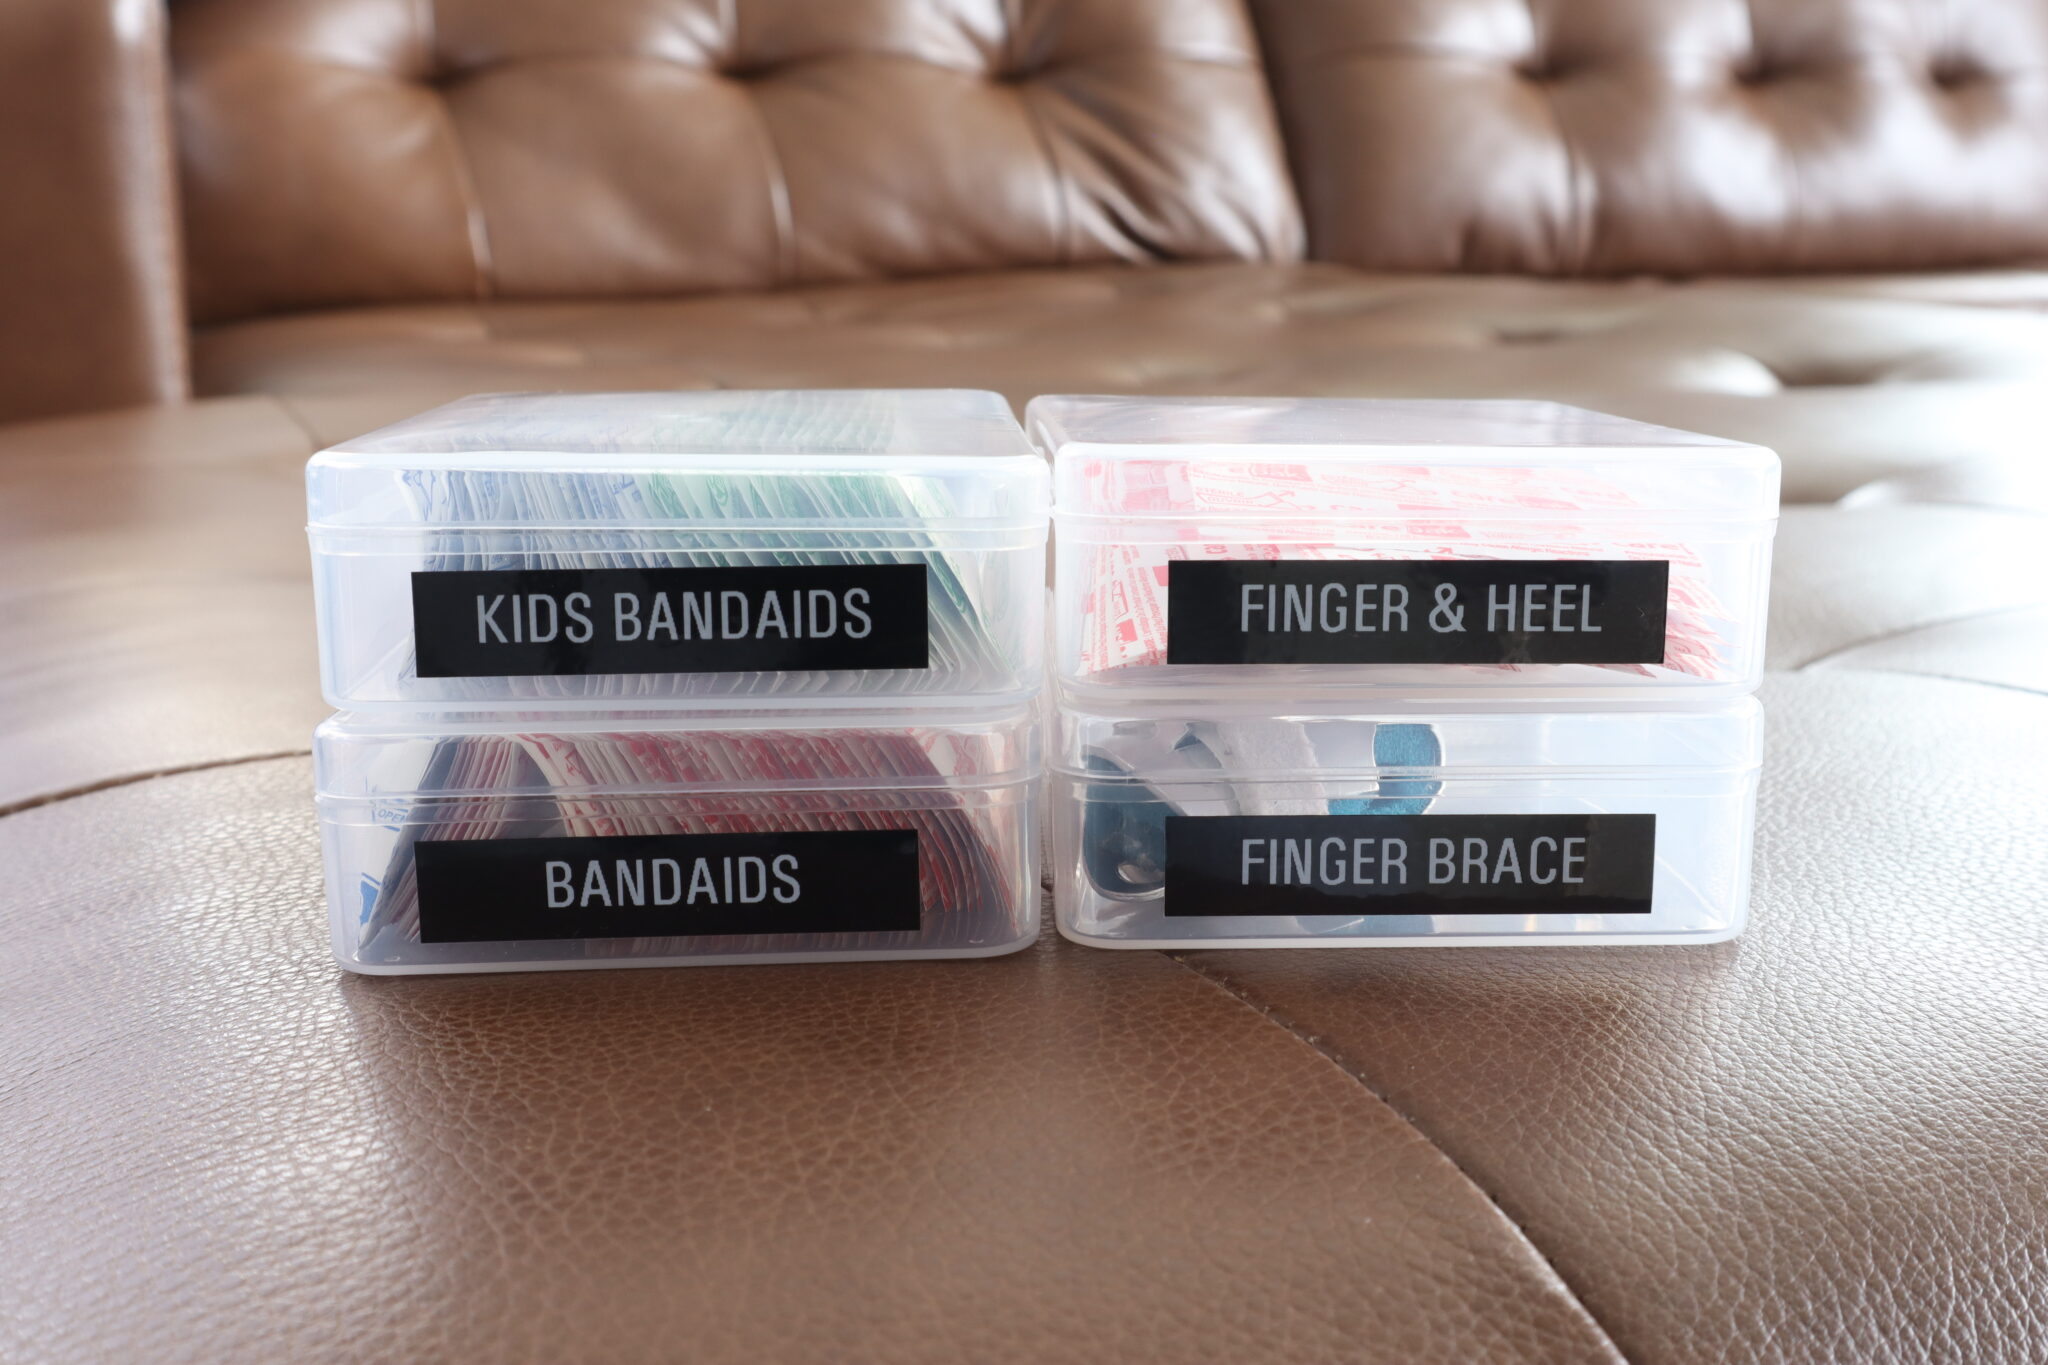 KIDS BANDAIDS
FINGER & HEEL
BANDAIDS
FINGER BRACE